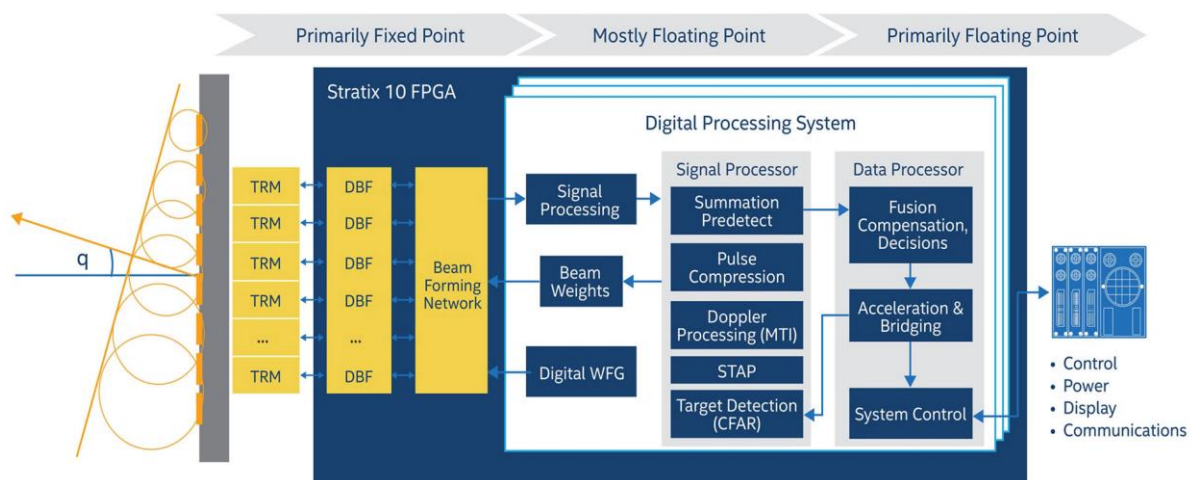 Primarily Fixed Point
Mostly Floating Point
Primarily Floating Point
Stratix 10 FPGA
Digital Processing System
q
TRM
TRM
TRM
TRM
...
TRM
DBF
DBF
DBF
DBF
...
DBF
Beam
Forming
Network
Signal
Processing
Beam
Weights
Digital WFG
Signal Processor
Summation
Predetect
Pulse
Compression
Doppler
Processing (MTI)
STAP
Target Detection
(CFAR)
Data Processor
Fusion
Compensation,
Decisions
Acceleration &
Bridging
System Control
• Control
• Power
• Display
• Communications